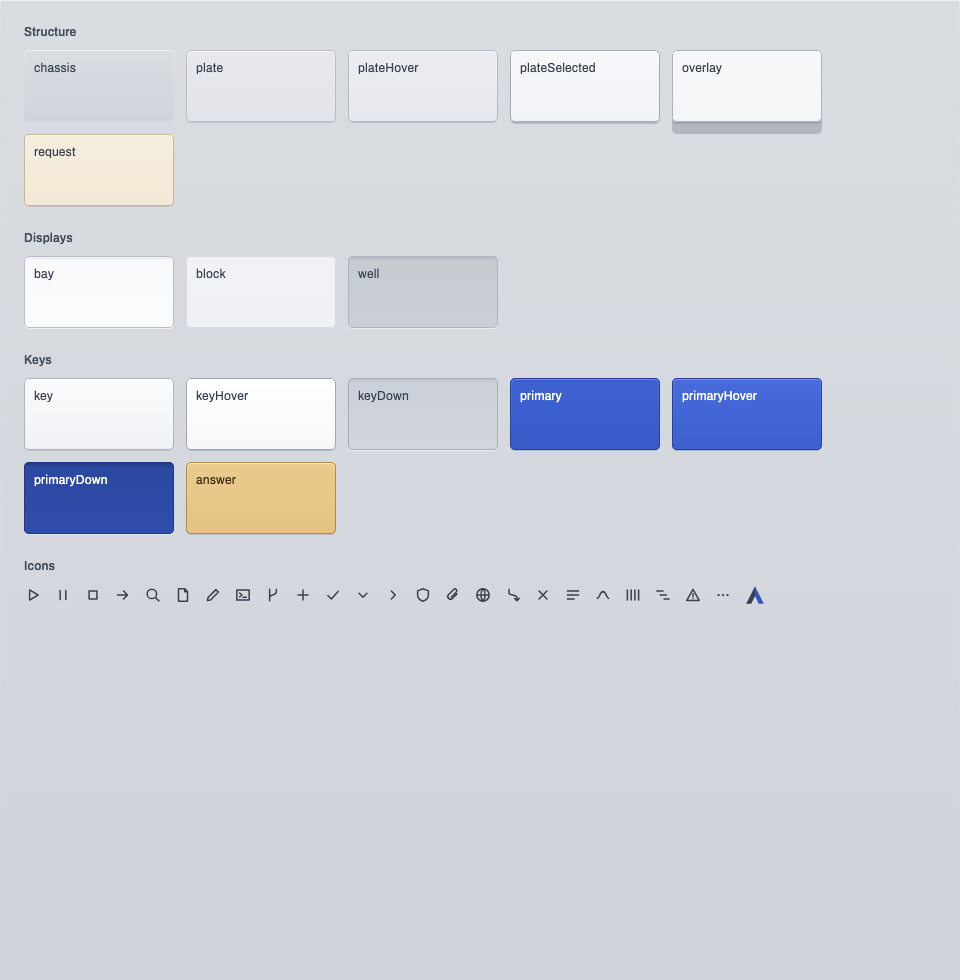 Structure
chassis
plate
plateHover
plateSelected
overlay
request
Displays
bay
block
well
Keys
key
keyHover
keyDown
primary
primaryHover
primaryDown
answer
Icons